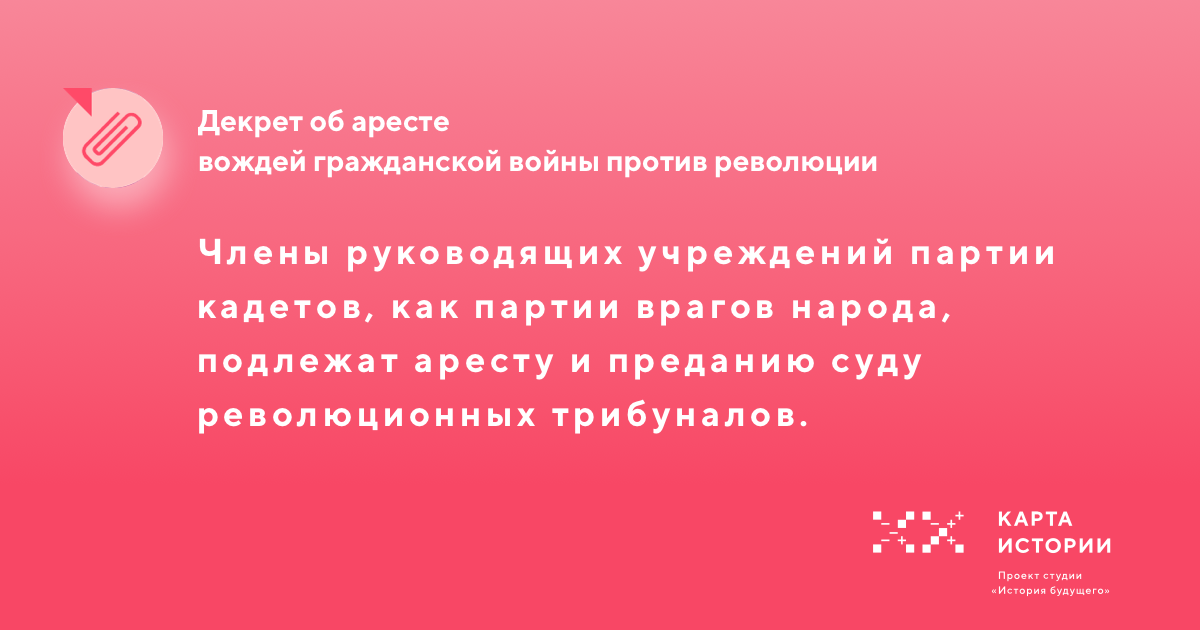 Декрет об аресте
вождей гражданской войны против революции
Члены руководящих учреждений партии
кадетов, как партии врагов народа,
подлежат аресту и преданию суду
революционных трибуналов.
КАРТА
ИСТОРИИ
Проект студии
«История будущего»